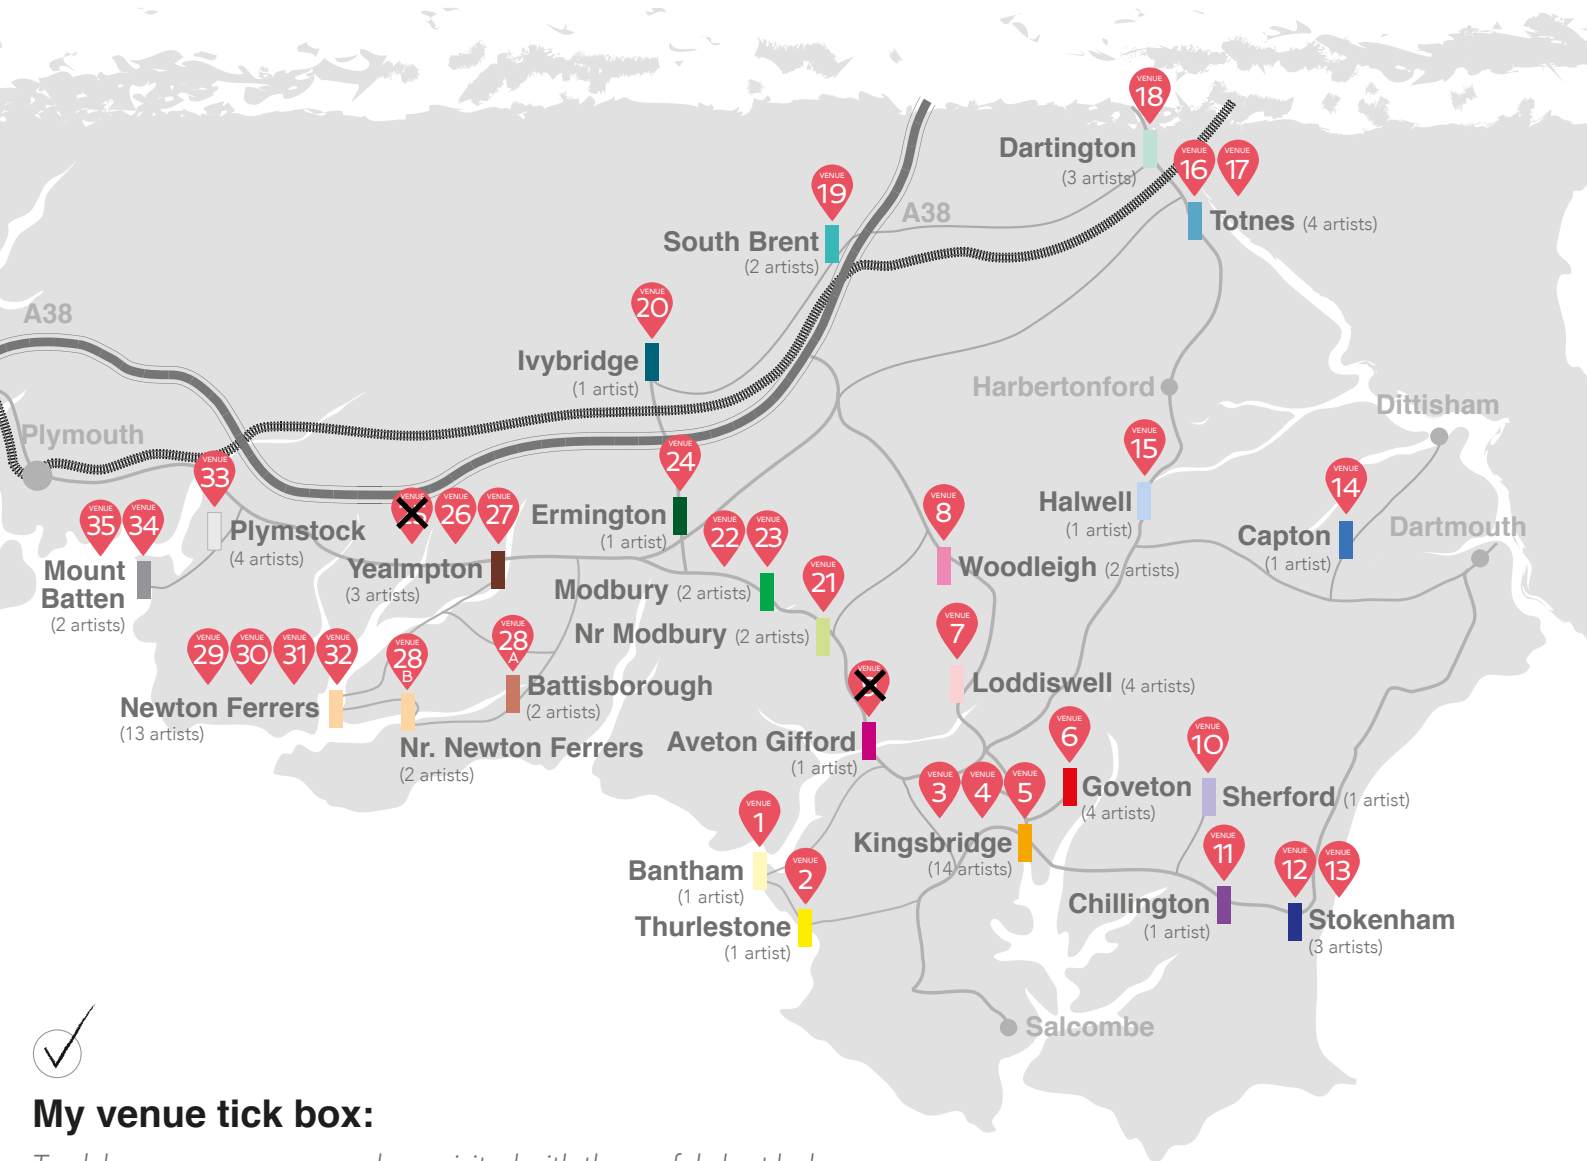 VENUE 18
Dartington
(3 artists)
VENUE 16
VENUE 17
Totnes (4 artists)
VENUE 19
A38
South Brent
(2 artists)
VENUE 20
A38
Ivybridge
(1 artist)
Harbertonford
Dittisham
Plymouth
VENUE 33
VENUE 24
VENUE 15
VENUE 14
VENUE 35
VENUE 34
Plymstock
(4 artists)
VENUE
VENUE 26
VENUE 27
Ermington
(1 artist)
VENUE 22
VENUE 23
VENUE 8
Halwell
(1 artist)
Capton
(1 artist)
Dartmouth
Mount
Batten
(2 artists)
Yealmpton
(3 artists)
Modbury (2 artists)
VENUE 21
Woodleigh (2 artists)
VENUE 29
VENUE 30
VENUE 31
VENUE 32
VENUE 28 B
VENUE 28 A
Nr Modbury (2 artists)
VENUE 7
Newton Ferrers
(13 artists)
Battisborough
(2 artists)
VENUE
Loddiswell (4 artists)
Nr. Newton Ferrers
(2 artists)
Aveton Gifford
(1 artist)
VENUE 6
VENUE 10
VENUE 3
VENUE 4
VENUE 5
Goveton
(4 artists)
Sherford (1 artist)
VENUE 1
Kingsbridge
(14 artists)
VENUE 11
VENUE 12
VENUE 13
Bantham
(1 artist)
VENUE 2
Thurlestone
(1 artist)
Chillington
(1 artist)
Stokenham
(3 artists)
Salcombe
My venue tick box: